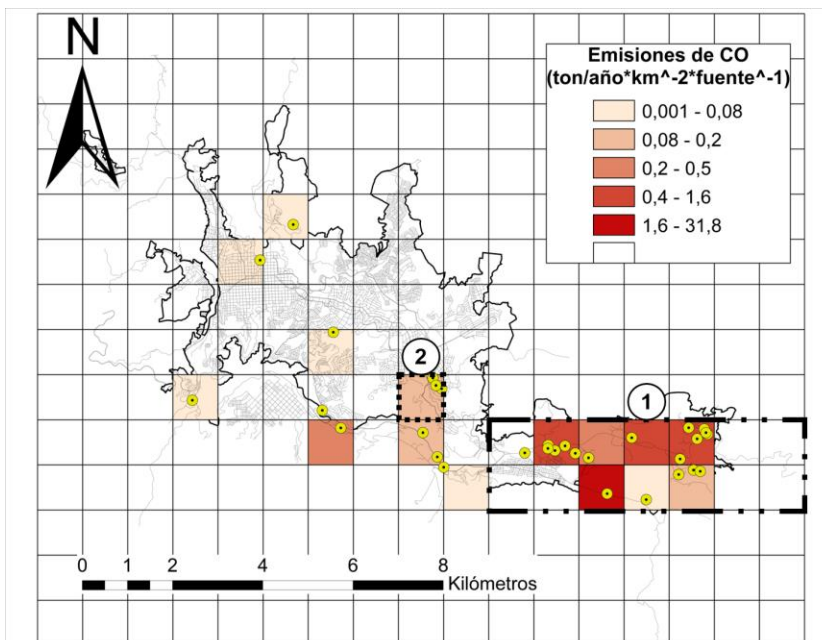 N
Emisiones de CO
(ton/año*km^-2*fuente^-1)
0,001 - 0,08
0,08 - 0,2
0,2 - 0,5
0,4 - 1,6
1,6 - 31,8
2
1
0 1 2 4 6 8
Kilómetros